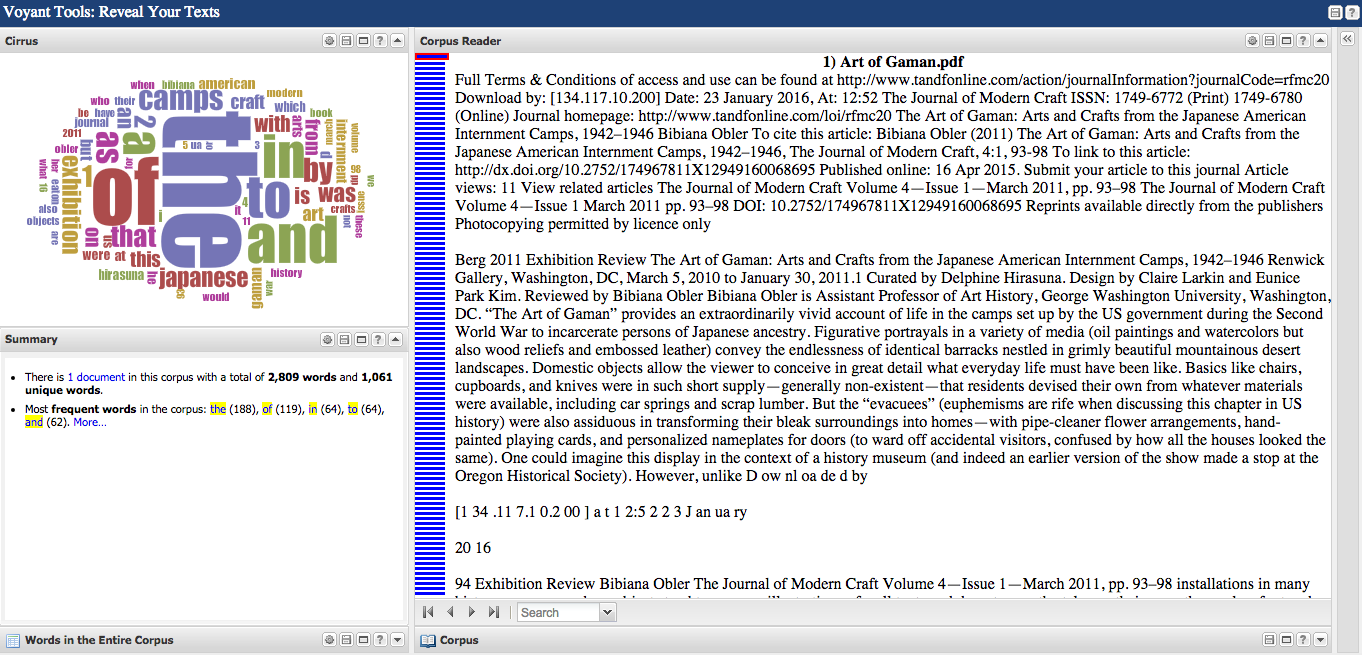 Voyant Tools: Reveal Your Texts
Cirrus
when bibiana american
who their camps craft modern
which
be have an 2 book
journal with arts from
2011 as a 5 ua gr 3 in internment volume
obler but of the by d
what her exhibition 1 4 to is was 98 no we
10 eam for i it art crafts aussi
also on us that 11 and not these
objects are
were at this
hirasuna he japanese gaman war history
would
Summary
There is 1 document in this corpus with a total of 2,809 words and 1,061
unique words.
Most frequent words in the corpus: the (188), of (119), in (64), to (64),
and (62). More...
Words in the Entire Corpus
Corpus Reader
1) Art of Gaman.pdf
Full Terms & Conditions of access and use can be found at http://www.tandfonline.com/action/journalInformation?journalCode=rfmc20
Download by: [134.117.10.200] Date: 23 January 2016, At: 12:52 The Journal of Modern Craft ISSN: 1749-6772 (Print) 1749-6780
(Online) Journal homepage: http://www.tandfonline.com/loi/rfmc20 The Art of Gaman: Arts and Crafts from the Japanese American
Internment Camps, 1942–1946 Bibiana Obler To cite this article: Bibiana Obler (2011) The Art of Gaman: Arts and Crafts from the
Japanese American Internment Camps, 1942–1946, The Journal of Modern Craft, 4:1, 93-98 To link to this article:
http://dx.doi.org/10.2752/174967811X12949160068695 Published online: 16 Apr 2015. Submit your article to this journal Article
views: 11 View related articles The Journal of Modern Craft Volume 4—Issue 1—March 2011, pp. 93–98 The Journal of Modern Craft
Volume 4—Issue 1 March 2011 pp. 93–98 DOI: 10.2752/174967811X12949160068695 Reprints available directly from the publishers
Photocopying permitted by licence only
Berg 2011 Exhibition Review The Art of Gaman: Arts and Crafts from the Japanese American Internment Camps, 1942–1946 Renwick
Gallery, Washington, DC, March 5, 2010 to January 30, 2011.1 Curated by Delphine Hirasuna. Design by Claire Larkin and Eunice
Park Kim. Reviewed by Bibiana Obler Bibiana Obler is Assistant Professor of Art History, George Washington University, Washington,
DC. “The Art of Gaman” provides an extraordinarily vivid account of life in the camps set up by the US government during the Second
World War to incarcerate persons of Japanese ancestry. Figurative portrayals in a variety of media (oil paintings and watercolors but
also wood reliefs and embossed leather) convey the endlessness of identical barracks nestled in grimly beautiful mountainous desert
landscapes. Domestic objects allow the viewer to conceive in great detail what everyday life must have been like. Basics like chairs,
cupboards, and knives were in such short supply—generally non-existent—that residents devised their own from whatever materials
were available, including car springs and scrap lumber. But the “evacuees” (euphemisms are rife when discussing this chapter in US
history) were also assiduous in transforming their bleak surroundings into homes—with pipe-cleaner flower arrangements, hand-
painted playing cards, and personalized nameplates for doors (to ward off accidental visitors, confused by how all the houses looked the
same). One could imagine this display in the context of a history museum (and indeed an earlier version of the show made a stop at the
Oregon Historical Society). However, unlike D ow nl oa de d by
[1 34 .11 7.1 0.2 00 ] a t 1 2:5 2 2 3 J an ua ry
20 16
94 Exhibition Review Bibiana Obler The Journal of Modern Craft Volume 4—Issue 1—March 2011, pp. 93–98 installations in many
Search
Corpus